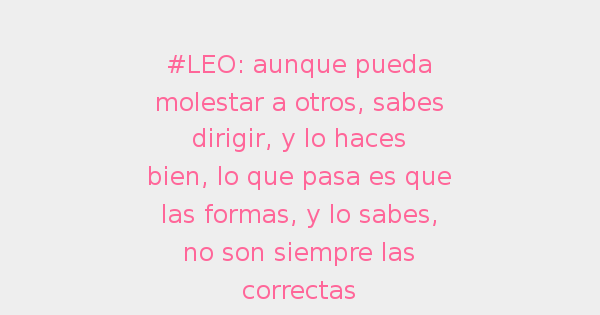 #LEO: aunque pueda
molestar a otros, sabes
dirigir, y lo haces
bien, lo que pasa es que
las formas, y lo sabes,
no son siempre las
correctas